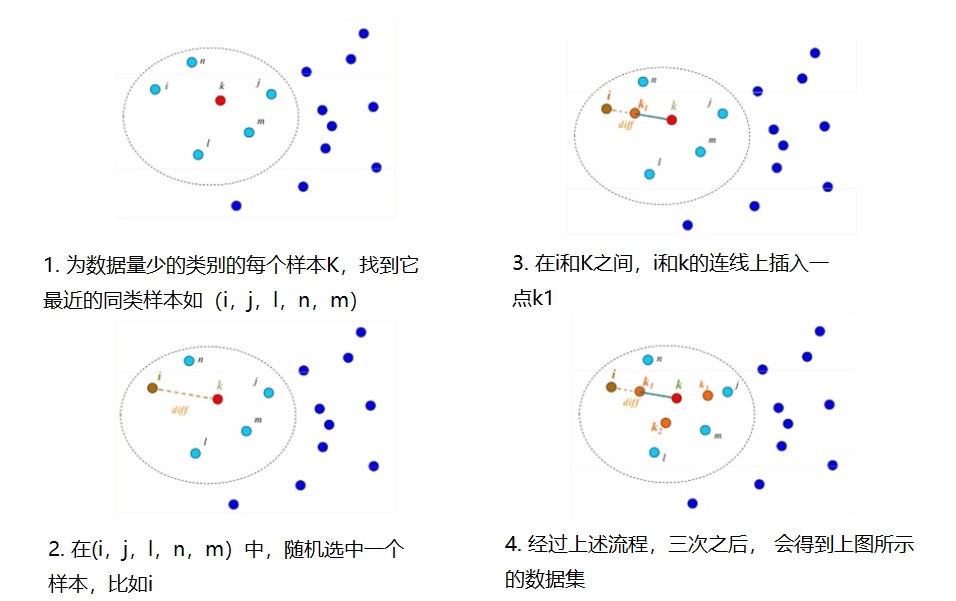 n
i
k
j
m
l
1. 为数据量少的类别的每个样本K，找到它
最近的同类样本如（i，j，l，n，m）
n
i
k
j
diff
m
l
2. 在(i，j，l，n，m）中，随机选中一个
样本，比如i
n
i
k1
k
j
diff
m
l
3. 在i和K之间，i和k的连线上插入一
点k1
n
i
k1
k
j
diff
k2
m
l
4. 经过上述流程，三次之后， 会得到上图所示
的数据集